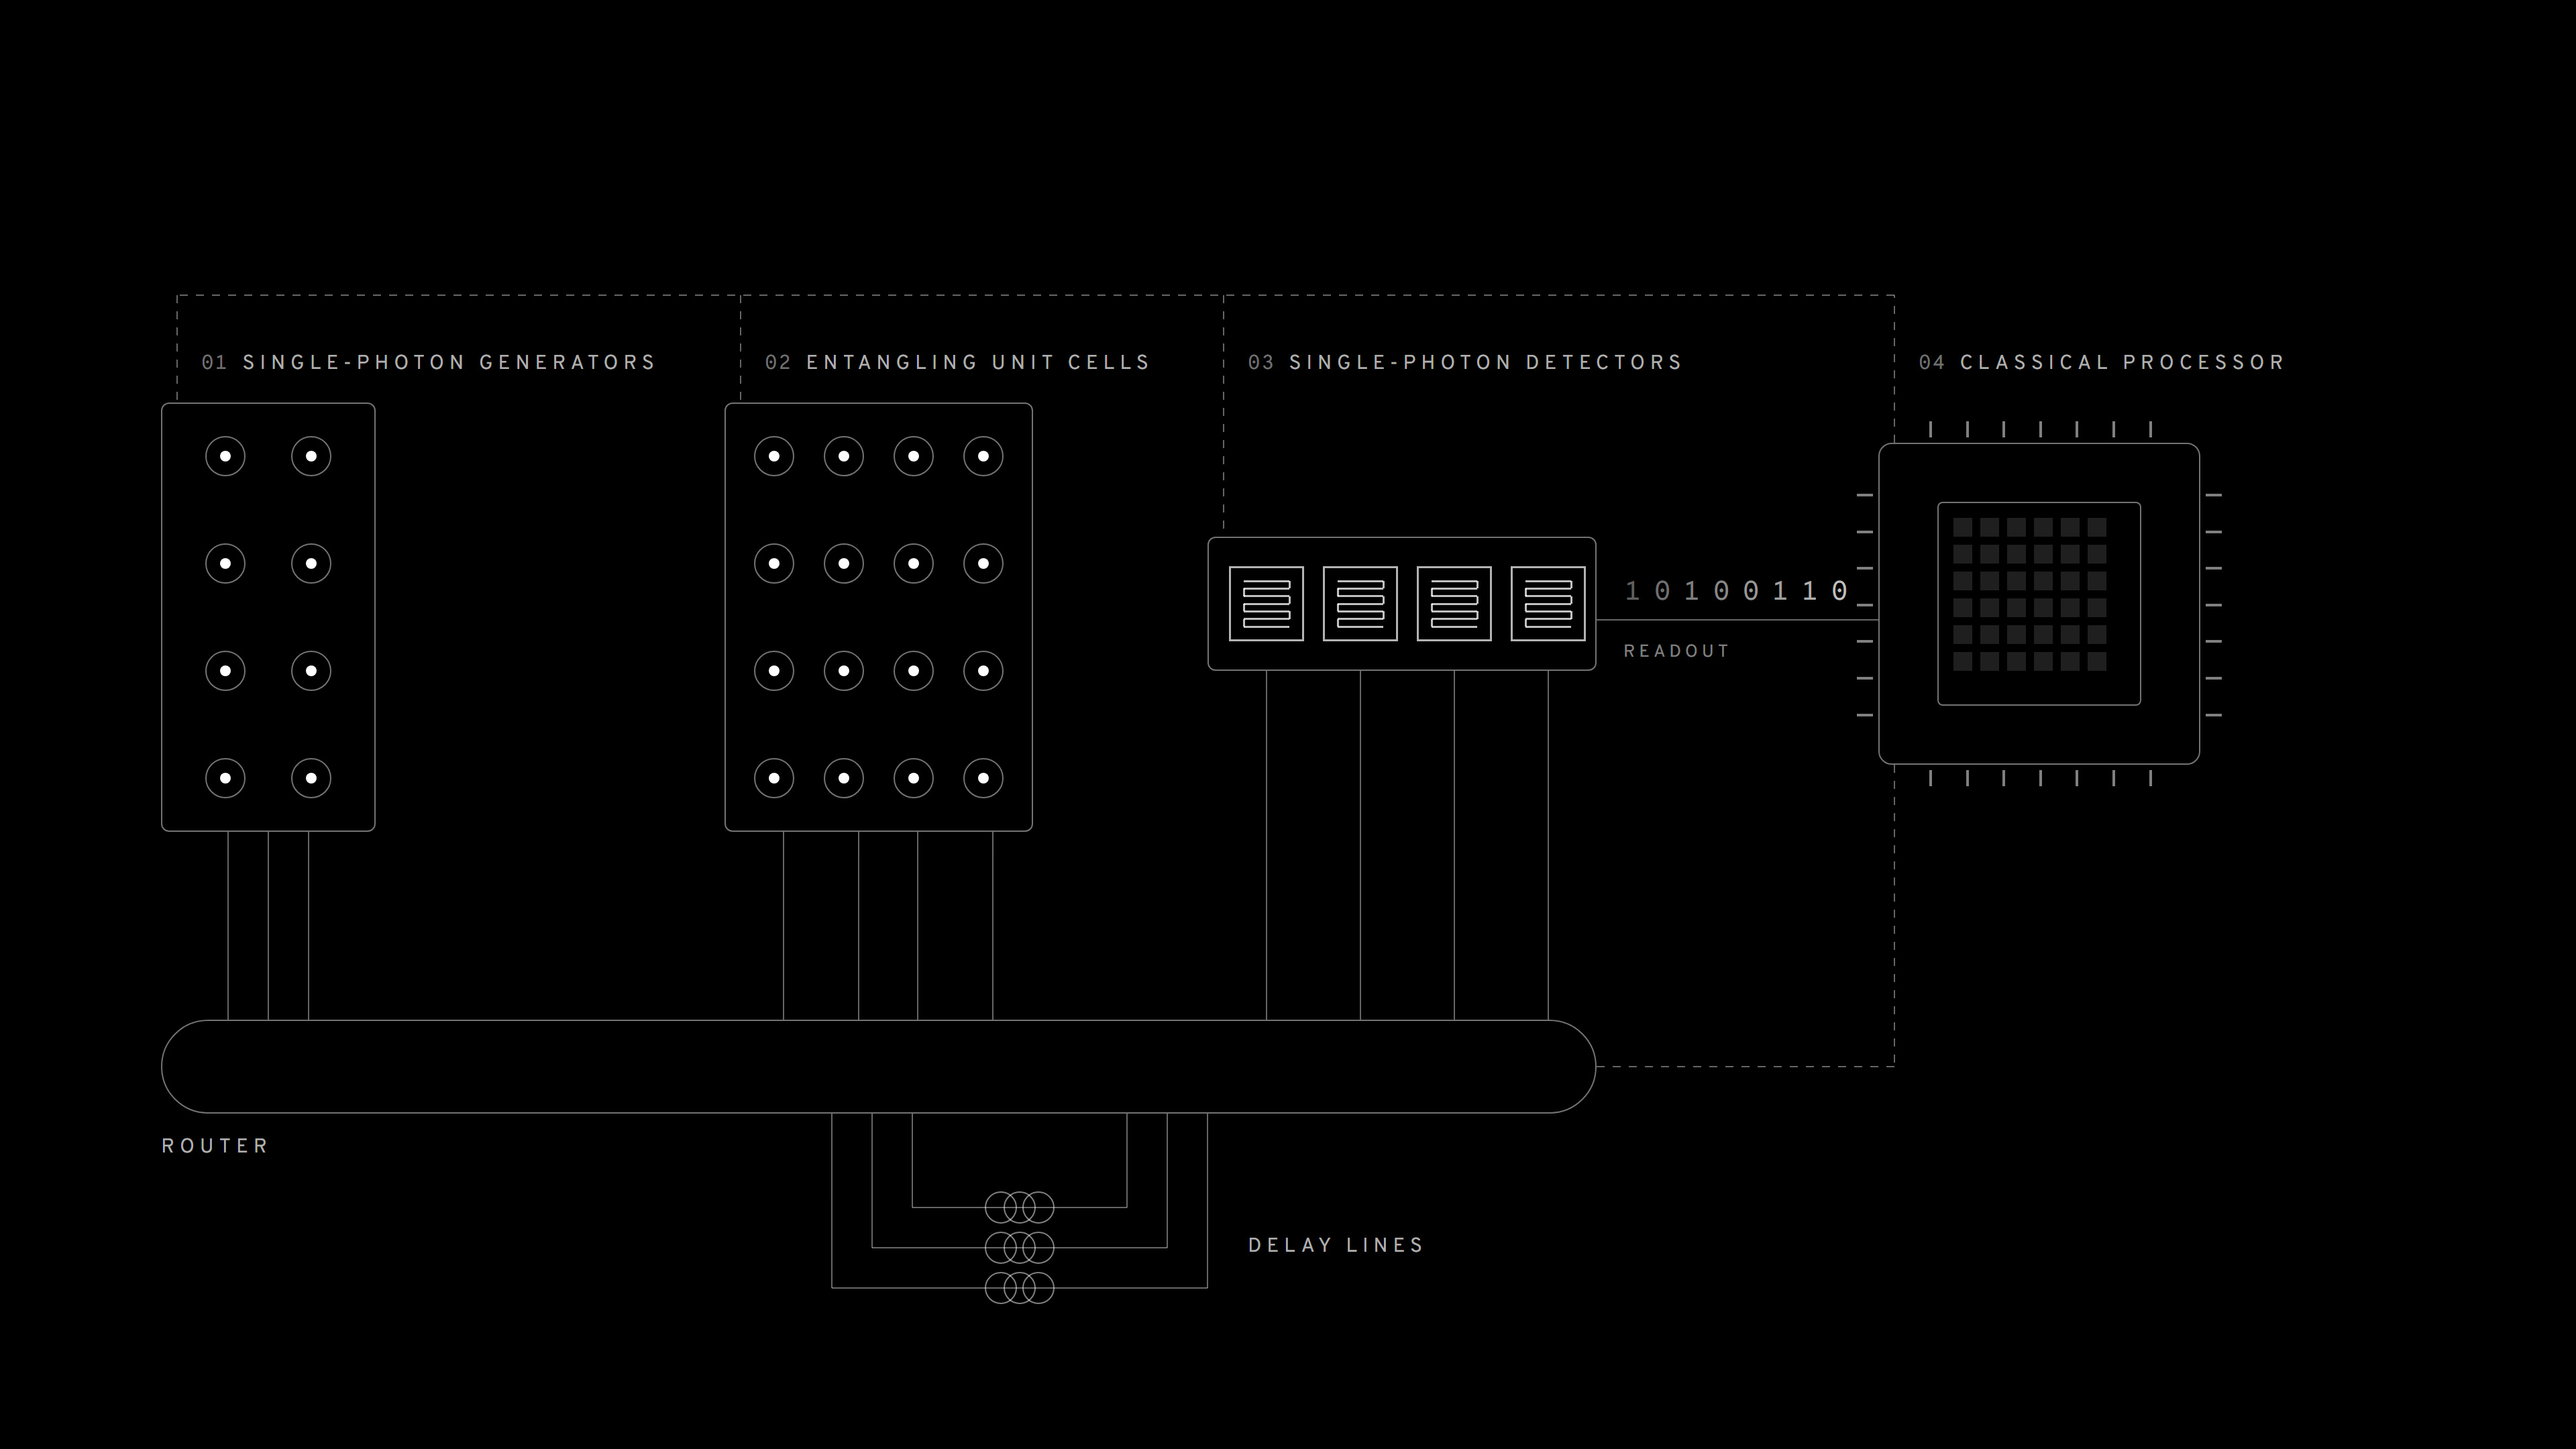 01 SINGLE-PHOTON GENERATORS
02 ENTANGLING UNIT CELLS
03 SINGLE-PHOTON DETECTORS
04 CLASSICAL PROCESSOR
10100110
READOUT
ROUTER
DELAY LINES